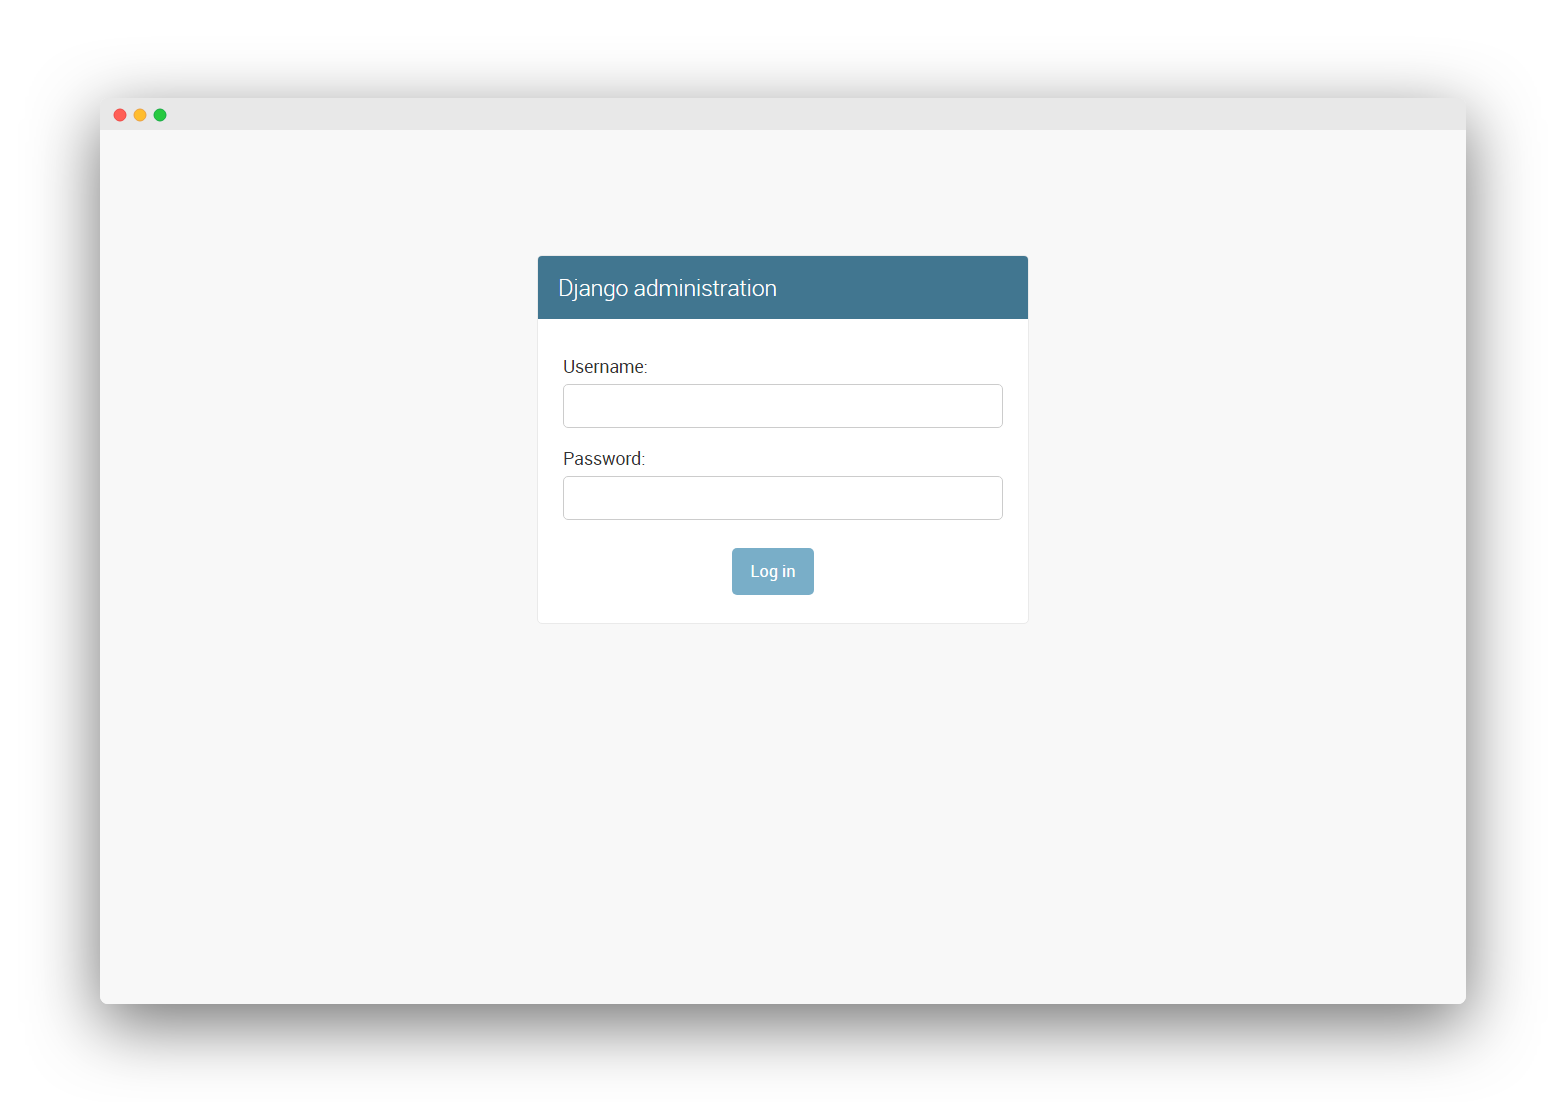 Django administration
Username:
Password:
Log in